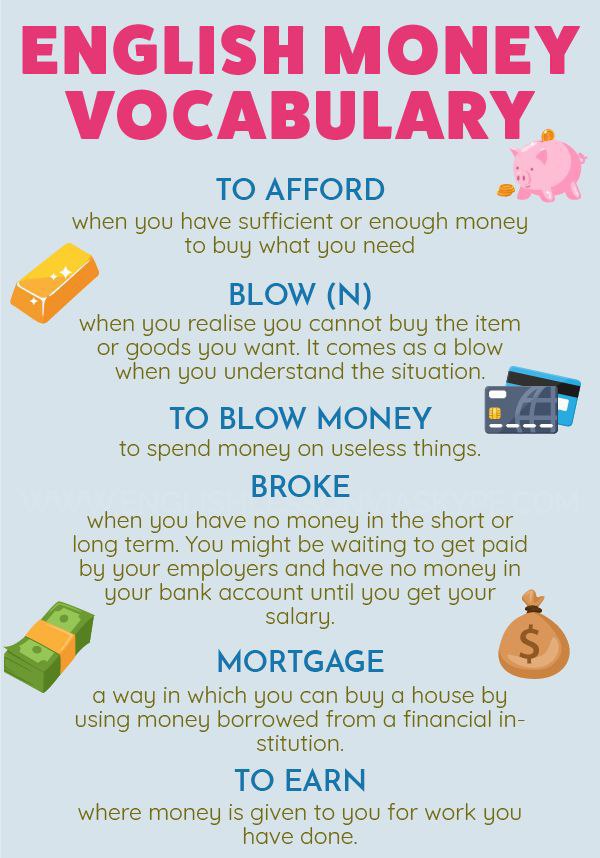 ENGLISH MONEY
VOCABULARY
TO AFFORD
when you have sufficient or enough money
to buy what you need
BLOW (N)
when you realise you cannot buy the item
or goods you want. It comes as a blow
when you understand the situation.
TO BLOW MONEY
to spend money on useless things.
BROKE
when you have no money in the short or
long term. You might be waiting to get paid
by your employers and have no money in
your bank account until you get your
salary.
MORTGAGE
a way in which you can buy a house by
using money borrowed from a financial in-
stitution.
TO EARN
where money is given to you for work you
have done.